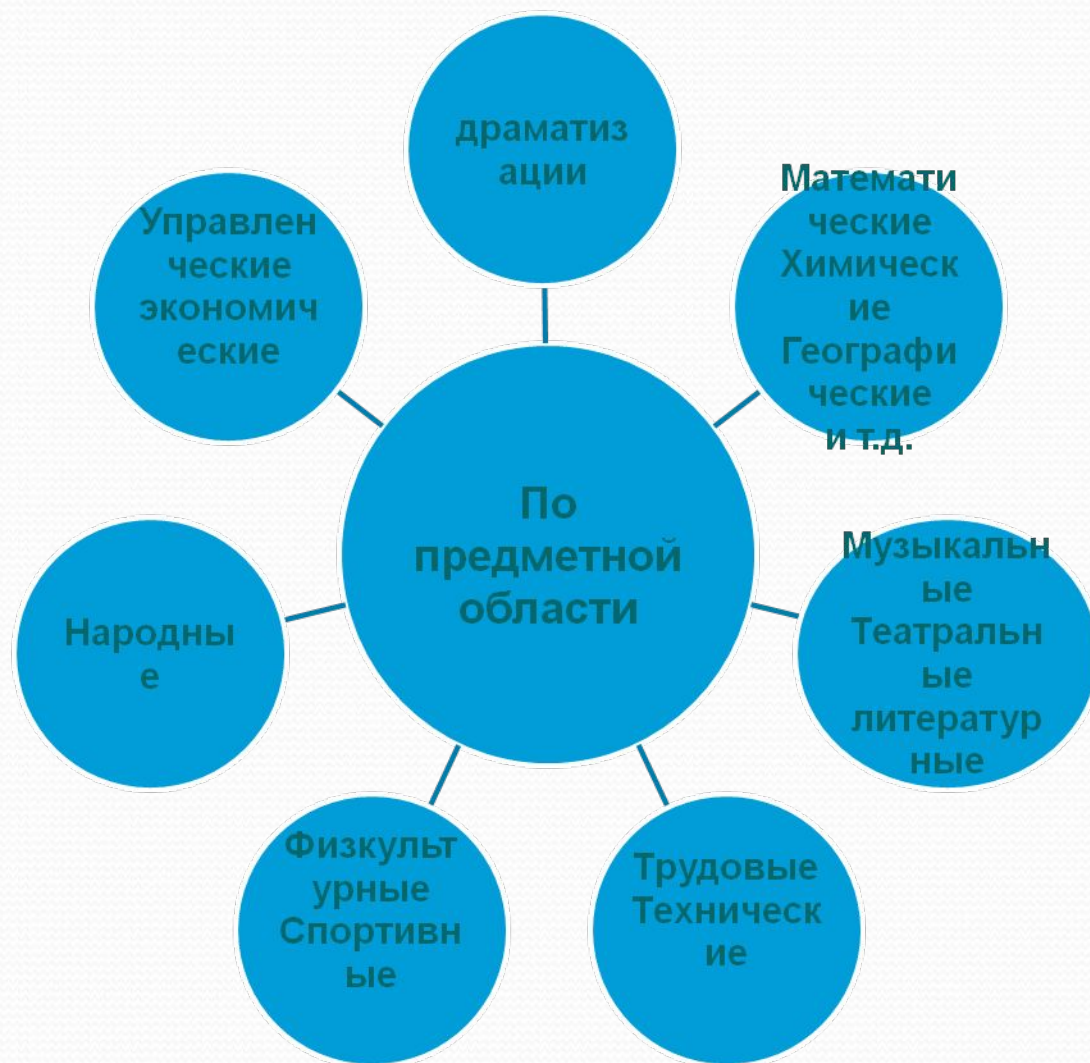 драматиз
ации
Математи
ческие
Химическ
ие
Географи
ческие
и т.д.
Музыкальн
ые
Театральн
ые
литератур
ные
Трудовые
Техническ
ие
Физкульт
урные
Спортивн
ые
Народны
е
Управлен
ческие
экономич
еские
По
предметной
области